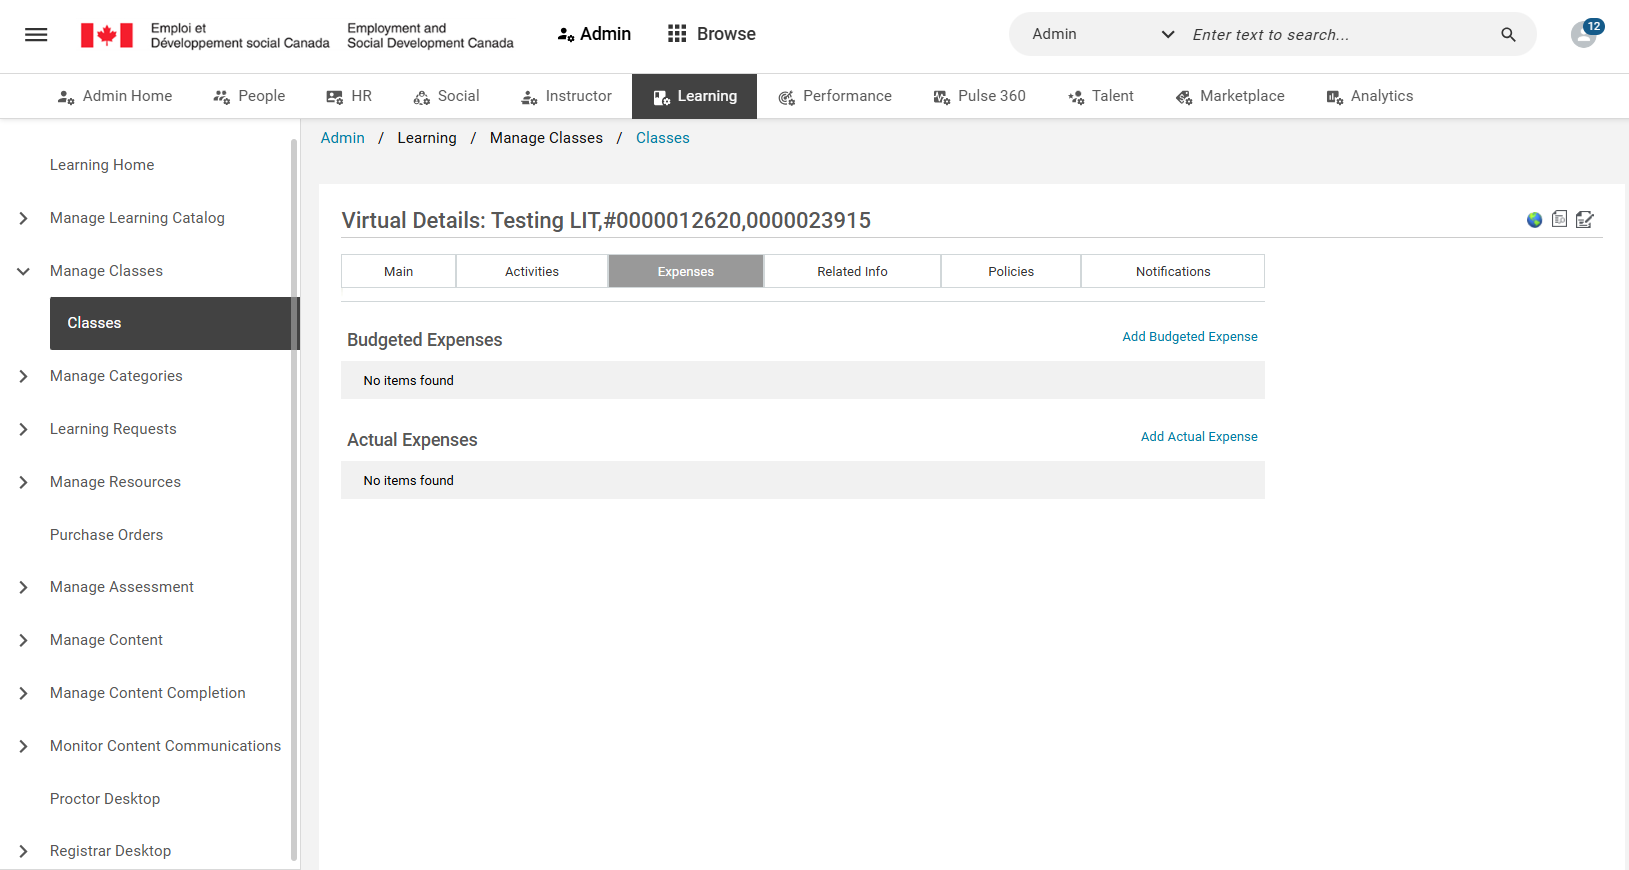 Emploi et
Développement social Canada
Employment and
Social Development Canada
Admin
Browse
Admin
Enter text to search...
12
Admin Home
People
HR
Social
Instructor
Learning
Performance
Pulse 360
Talent
Marketplace
Analytics
Learning Home
Manage Learning Catalog
Manage Classes
Classes
Manage Categories
Learning Requests
Manage Resources
Purchase Orders
Manage Assessment
Manage Content
Manage Content Completion
Monitor Content Communications
Proctor Desktop
Registrar Desktop
Admin / Learning / Manage Classes / Classes
Virtual Details: Testing LIT,#0000012620,0000023915
Main
Activities
Expenses
Related Info
Policies
Notifications
Budgeted Expenses
Add Budgeted Expense
No items found
Actual Expenses
Add Actual Expense
No items found